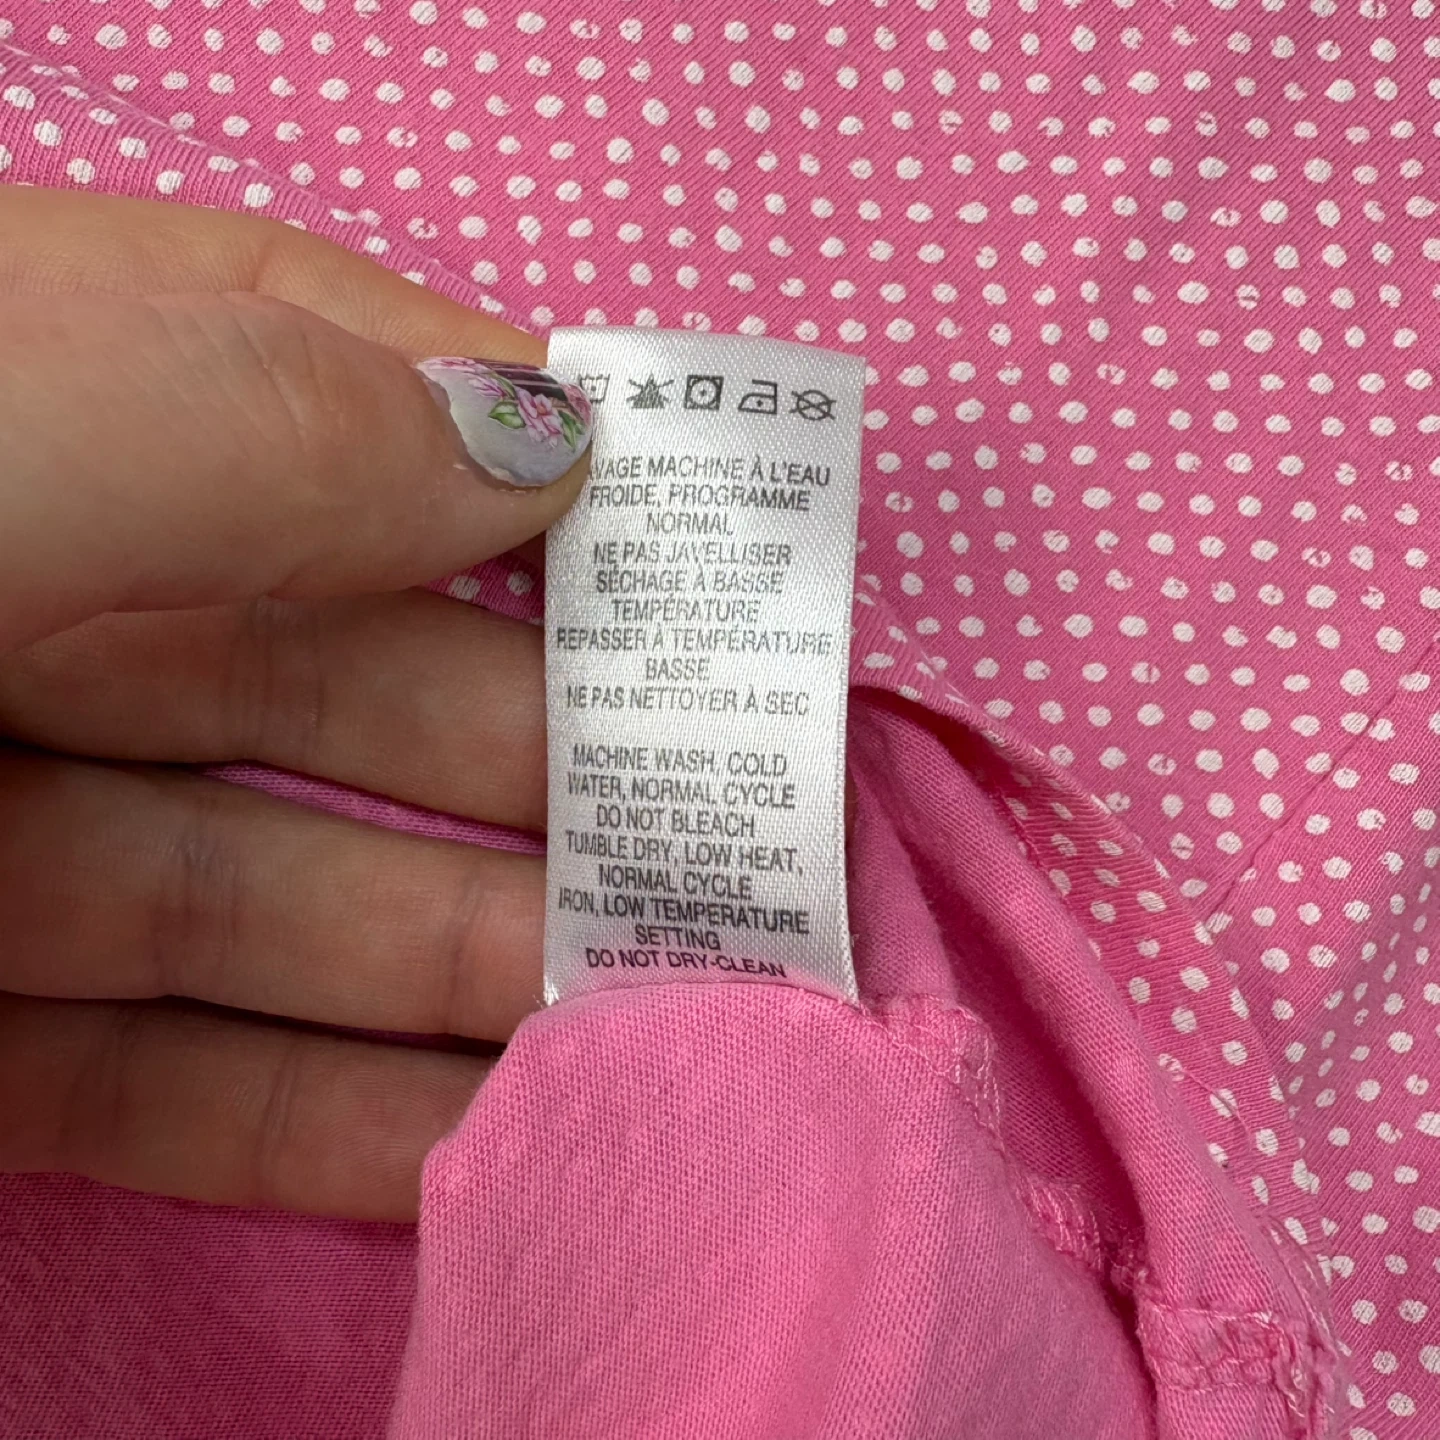 AVAGE MACHINE À L'EAU
FROIDE, PROGRAMME
NORMAL
NE PAS JAVELLISER
SÉCHAGE À BASSE
TEMPÉRATURE
REPASSER À TEMPÉRATURE
BASSE
NE PAS NETTOYER À SEC
MACHINE WASH, COLD
WATER, NORMAL CYCLE
DO NOT BLEACH
TUMBLE DRY, LOW HEAT,
NORMAL CYCLE
IRON, LOW TEMPERATURE
SETTING
DO NOT DRY-CLEAN